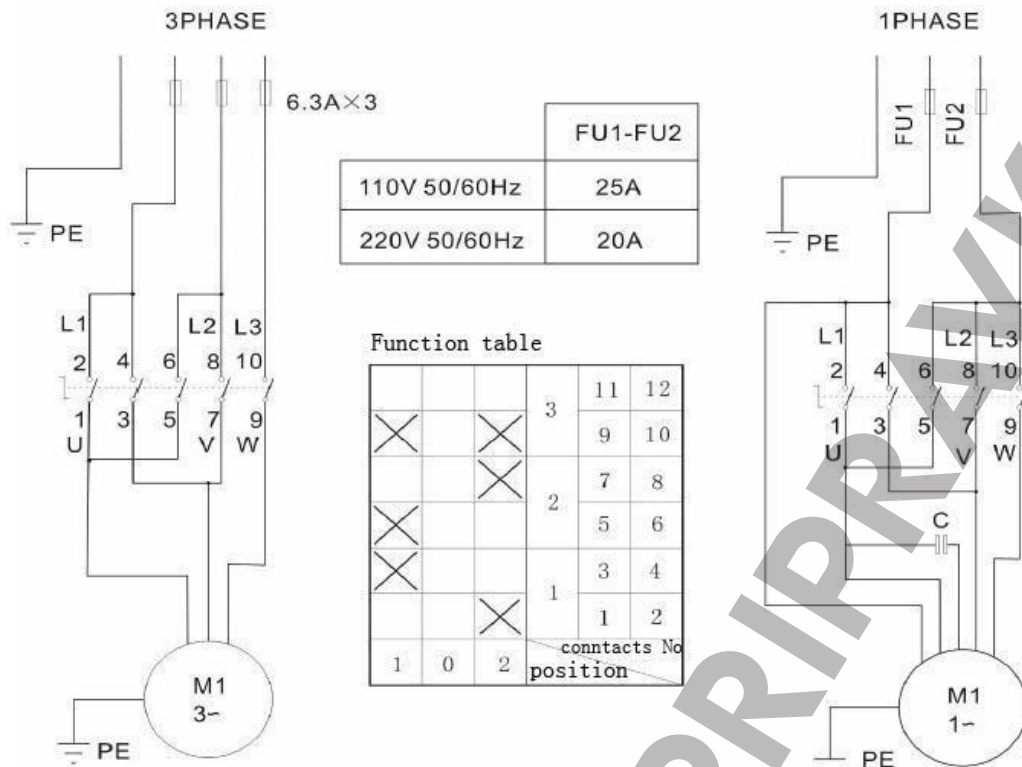 3PHASE
6.3A×3
PE
L1 L2 L3
2 4 6 8 10
1 3 5 7 9
U V W
M1
3~
PE
FU1-FU2
110V 50/60Hz 25A
220V 50/60Hz 20A
Function table
3 11 12
9 10
2 7 8
5 6
1 3 4
1 2
conntacts No
1 0 2 position
1PHASE
FU1 FU2
PE
L1 L2 L3
2 4 6 8 10
1 3 5 7 9
U V W
C
M1
1~
PE
PRIPRAVI